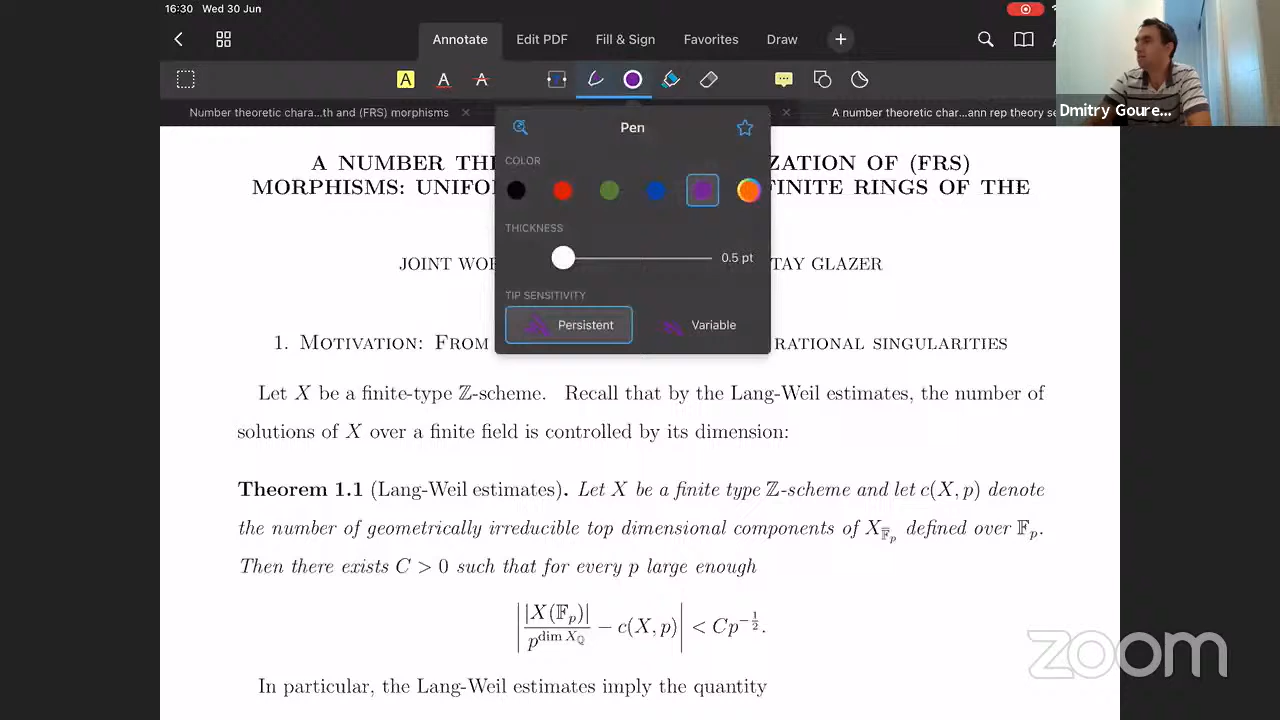 16:30 Wed 30 Jun
Annotate Edit PDF Fill & Sign Favorites Draw
A A A
Number theoretic chara...th and (FRS) morphisms
A number theoretic char...ann rep theory se
Dmitry Goure...
Pen
COLOR
THICKNESS
0.5 pt
TIP SENSITIVITY
Persistent Variable
A NUMBER THE ZATION OF (FRS)
MORPHISMS: UNIFO FINITE RINGS OF THE
JOINT WOR TAY GLAZER
1. MOTIVATION: FROM RATIONAL SINGULARITIES
Let X be a finite-type ℤ-scheme. Recall that by the Lang-Weil estimates, the number of
solutions of X over a finite field is controlled by its dimension:
Theorem 1.1 (Lang-Weil estimates). Let X be a finite type ℤ-scheme and let c(X, p) denote
the number of geometrically irreducible top dimensional components of X_{\overline{𝔽}_p} defined over 𝔽_p.
Then there exists C > 0 such that for every p large enough
| |X(𝔽_p)| / p^{dim X_ℚ} − c(X, p) | < Cp^{−1/2}.
In particular, the Lang-Weil estimates imply the quantity
zoom